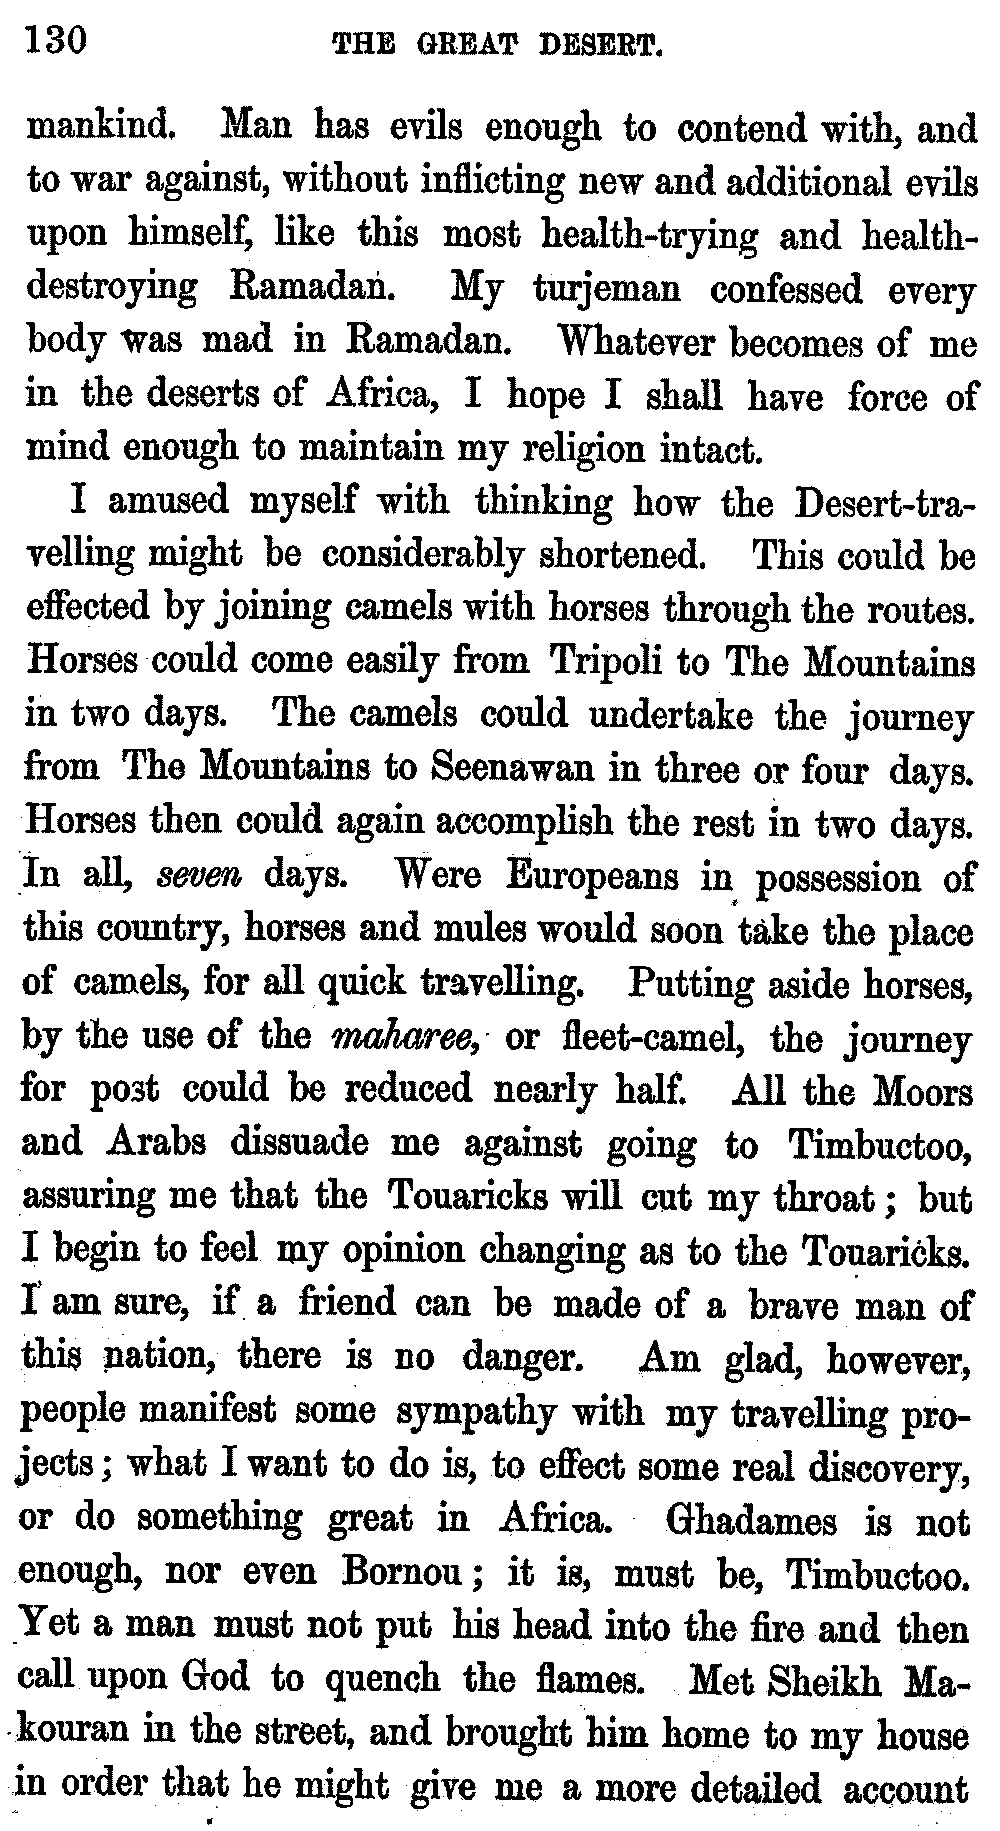 130 THE GREAT DESERT.
mankind. Man has evils enough to contend with, and
to war against, without inflicting new and additional evils
upon himself, like this most health-trying and health-
destroying Ramadan. My turjeman confessed every
body was mad in Ramadan. Whatever becomes of me
in the deserts of Africa, I hope I shall have force of
mind enough to maintain my religion intact.
I amused myself with thinking how the Desert-tra-
velling might be considerably shortened. This could be
effected by joining camels with horses through the routes.
Horses could come easily from Tripoli to The Mountains
in two days. The camels could undertake the journey
from The Mountains to Seenawan in three or four days.
Horses then could again accomplish the rest in two days.
In all, seven days. Were Europeans in possession of
this country, horses and mules would soon take the place
of camels, for all quick travelling. Putting aside horses,
by the use of the maharee, or fleet-camel, the journey
for post could be reduced nearly half. All the Moors
and Arabs dissuade me against going to Timbuctoo,
assuring me that the Touaricks will cut my throat; but
I begin to feel my opinion changing as to the Touaricks.
I am sure, if a friend can be made of a brave man of
this nation, there is no danger. Am glad, however,
people manifest some sympathy with my travelling pro-
jects; what I want to do is, to effect some real discovery,
or do something great in Africa. Ghadames is not
enough, nor even Bornou; it is, must be, Timbuctoo.
Yet a man must not put his head into the fire and then
call upon God to quench the flames. Met Sheikh Ma-
kouran in the street, and brought him home to my house
in order that he might give me a more detailed account